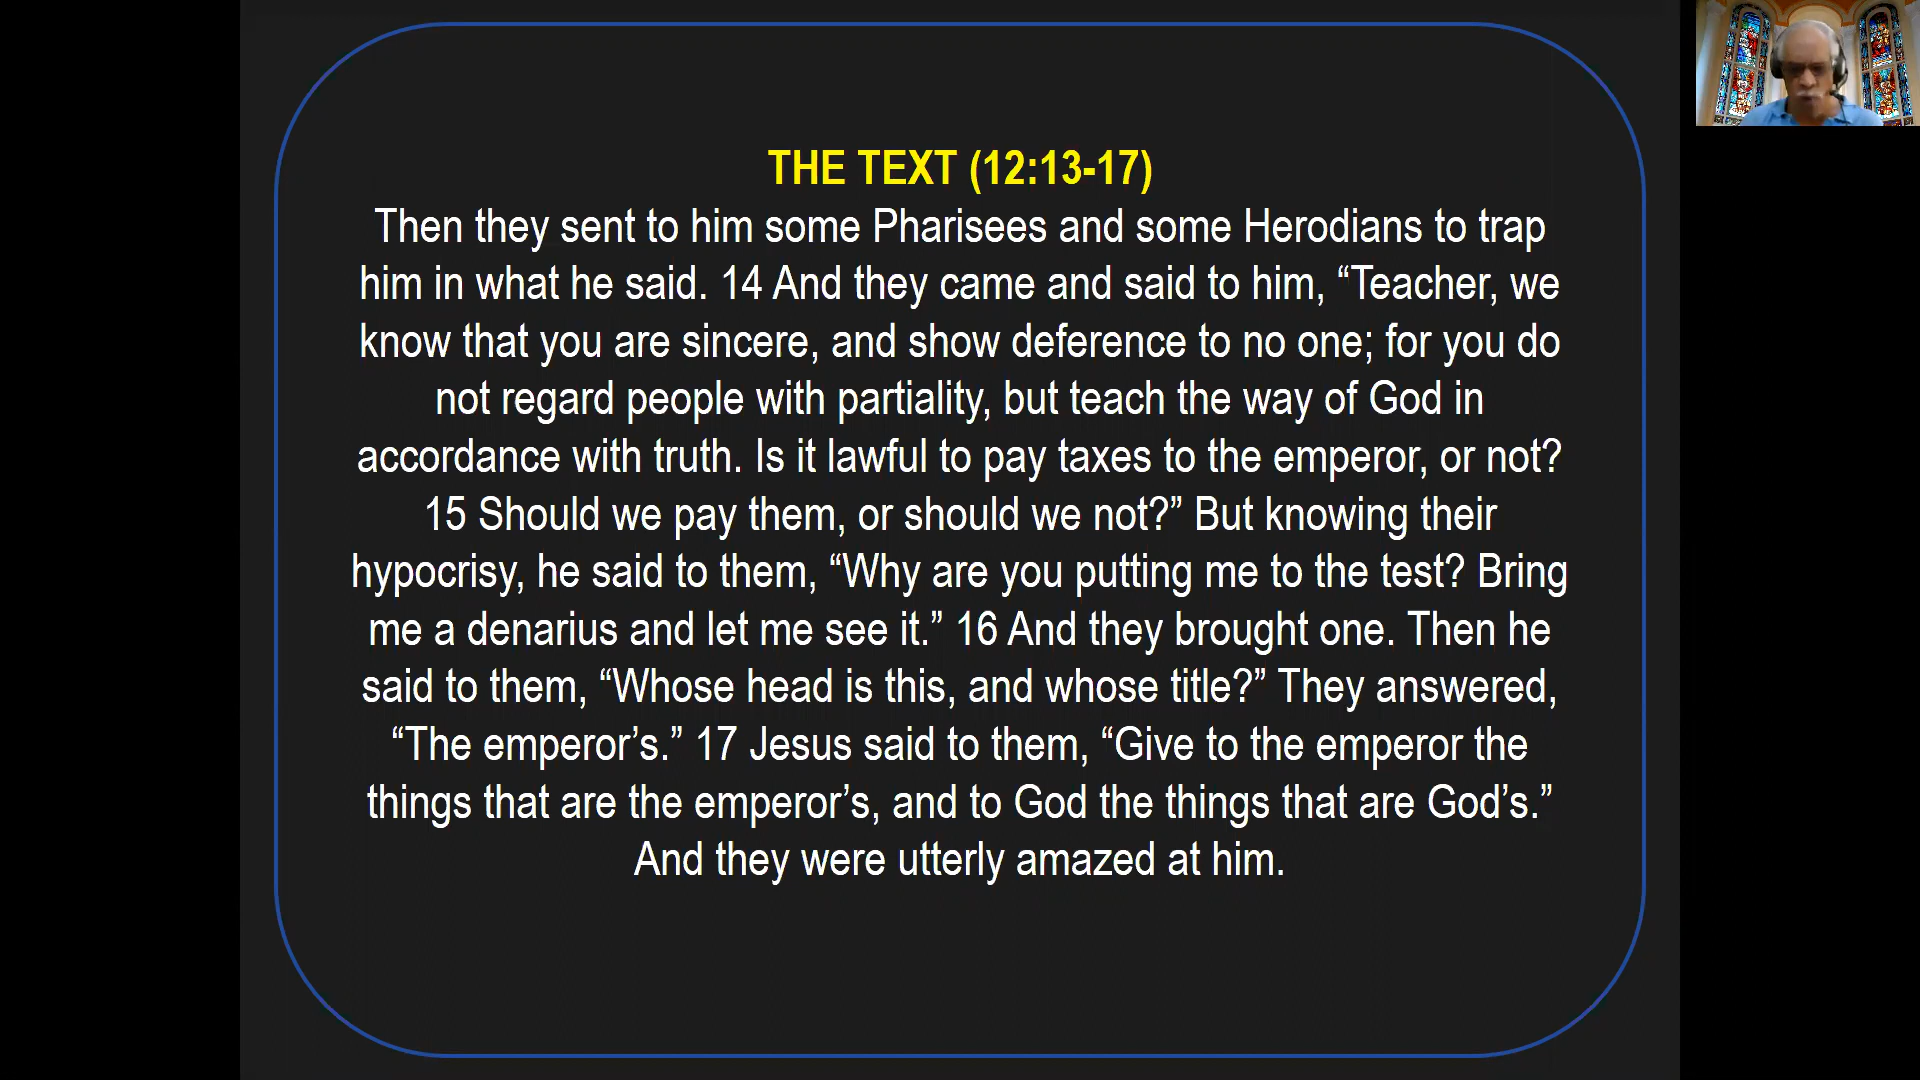 THE TEXT (12:13-17)
Then they sent to him some Pharisees and some Herodians to trap
him in what he said. 14 And they came and said to him, “Teacher, we
know that you are sincere, and show deference to no one; for you do
not regard people with partiality, but teach the way of God in
accordance with truth. Is it lawful to pay taxes to the emperor, or not?
15 Should we pay them, or should we not?” But knowing their
hypocrisy, he said to them, “Why are you putting me to the test? Bring
me a denarius and let me see it.” 16 And they brought one. Then he
said to them, “Whose head is this, and whose title?” They answered,
“The emperor’s.” 17 Jesus said to them, “Give to the emperor the
things that are the emperor’s, and to God the things that are God’s.”
And they were utterly amazed at him.